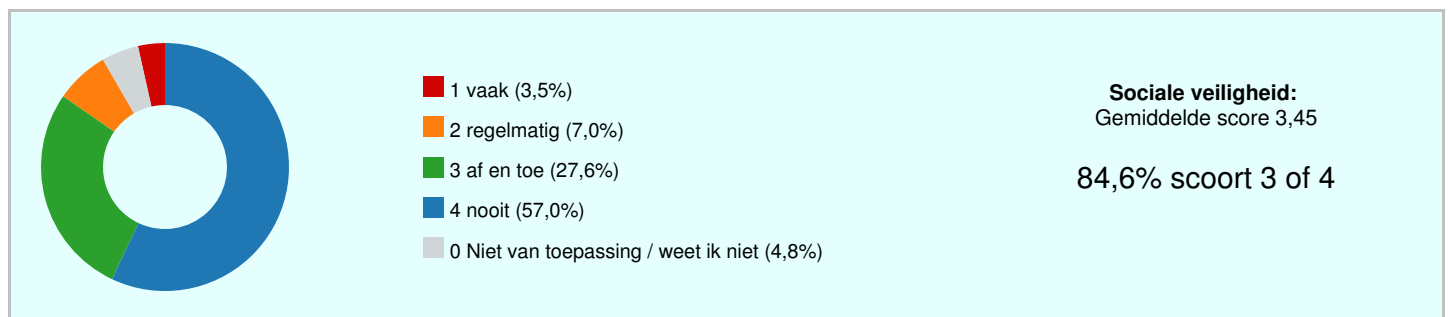 1 vaak (3,5%)
2 regelmatig (7,0%)
3 af en toe (27,6%)
4 nooit (57,0%)
0 Niet van toepassing / weet ik niet (4,8%)
Sociale veiligheid:
Gemiddelde score 3,45
84,6% scoort 3 of 4